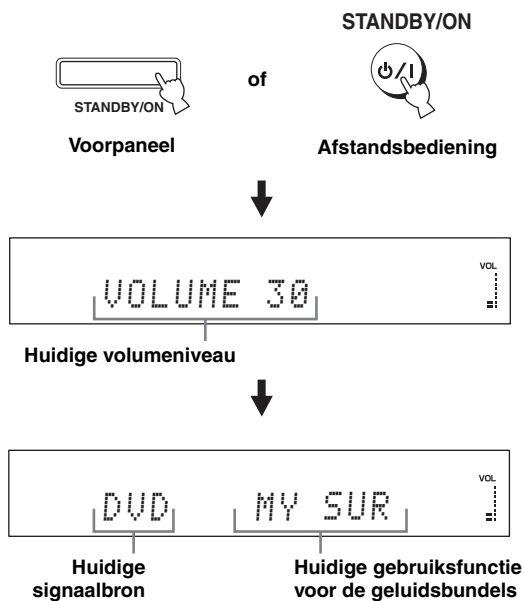 STANDBY/ON
of
STANDBY/ON
Voorpaneel
Afstandsbediening
VOL
VOLUME 30
Huidige volumeniveau
VOL
DVD MY SUR
Huidige
signaalbron
Huidige gebruiksfunctie
voor de geluidsbundels